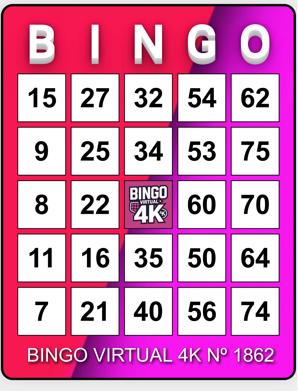 B I N G O
15 27 32 54 62
9 25 34 53 75
8 22 BINGO VIRTUAL 4K 60 70
11 16 35 50 64
7 21 40 56 74
BINGO VIRTUAL 4K Nº 1862